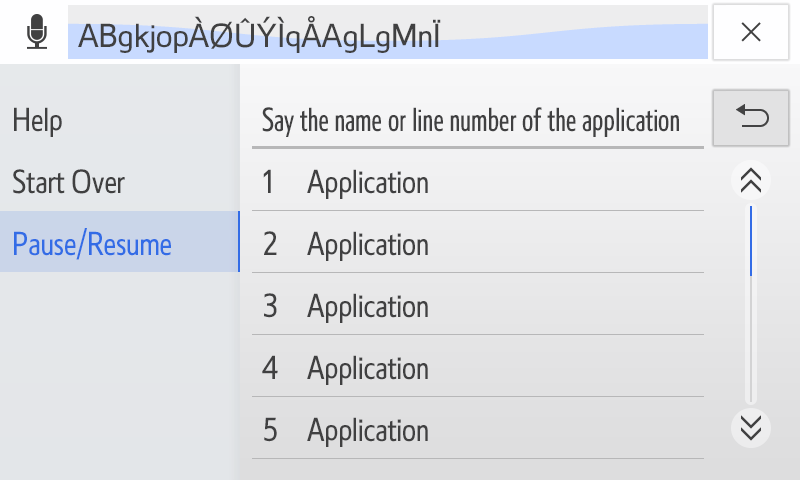 ABgkjopÀØÛÝÌqÅAgLgMnÏ
Help
Start Over
Pause/Resume
Say the name or line number of the application
1 Application
2 Application
3 Application
4 Application
5 Application